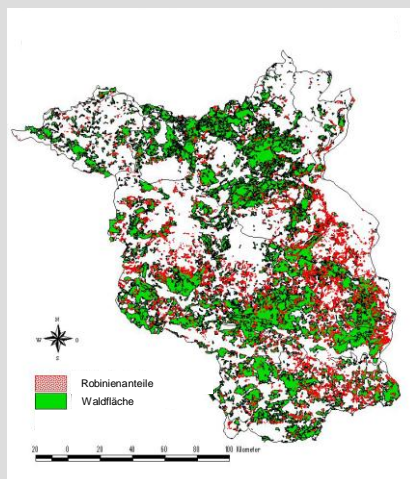 N
W O
S
Robinienanteile
Waldfläche
20 0 20 40 60 80 100 Kilometer